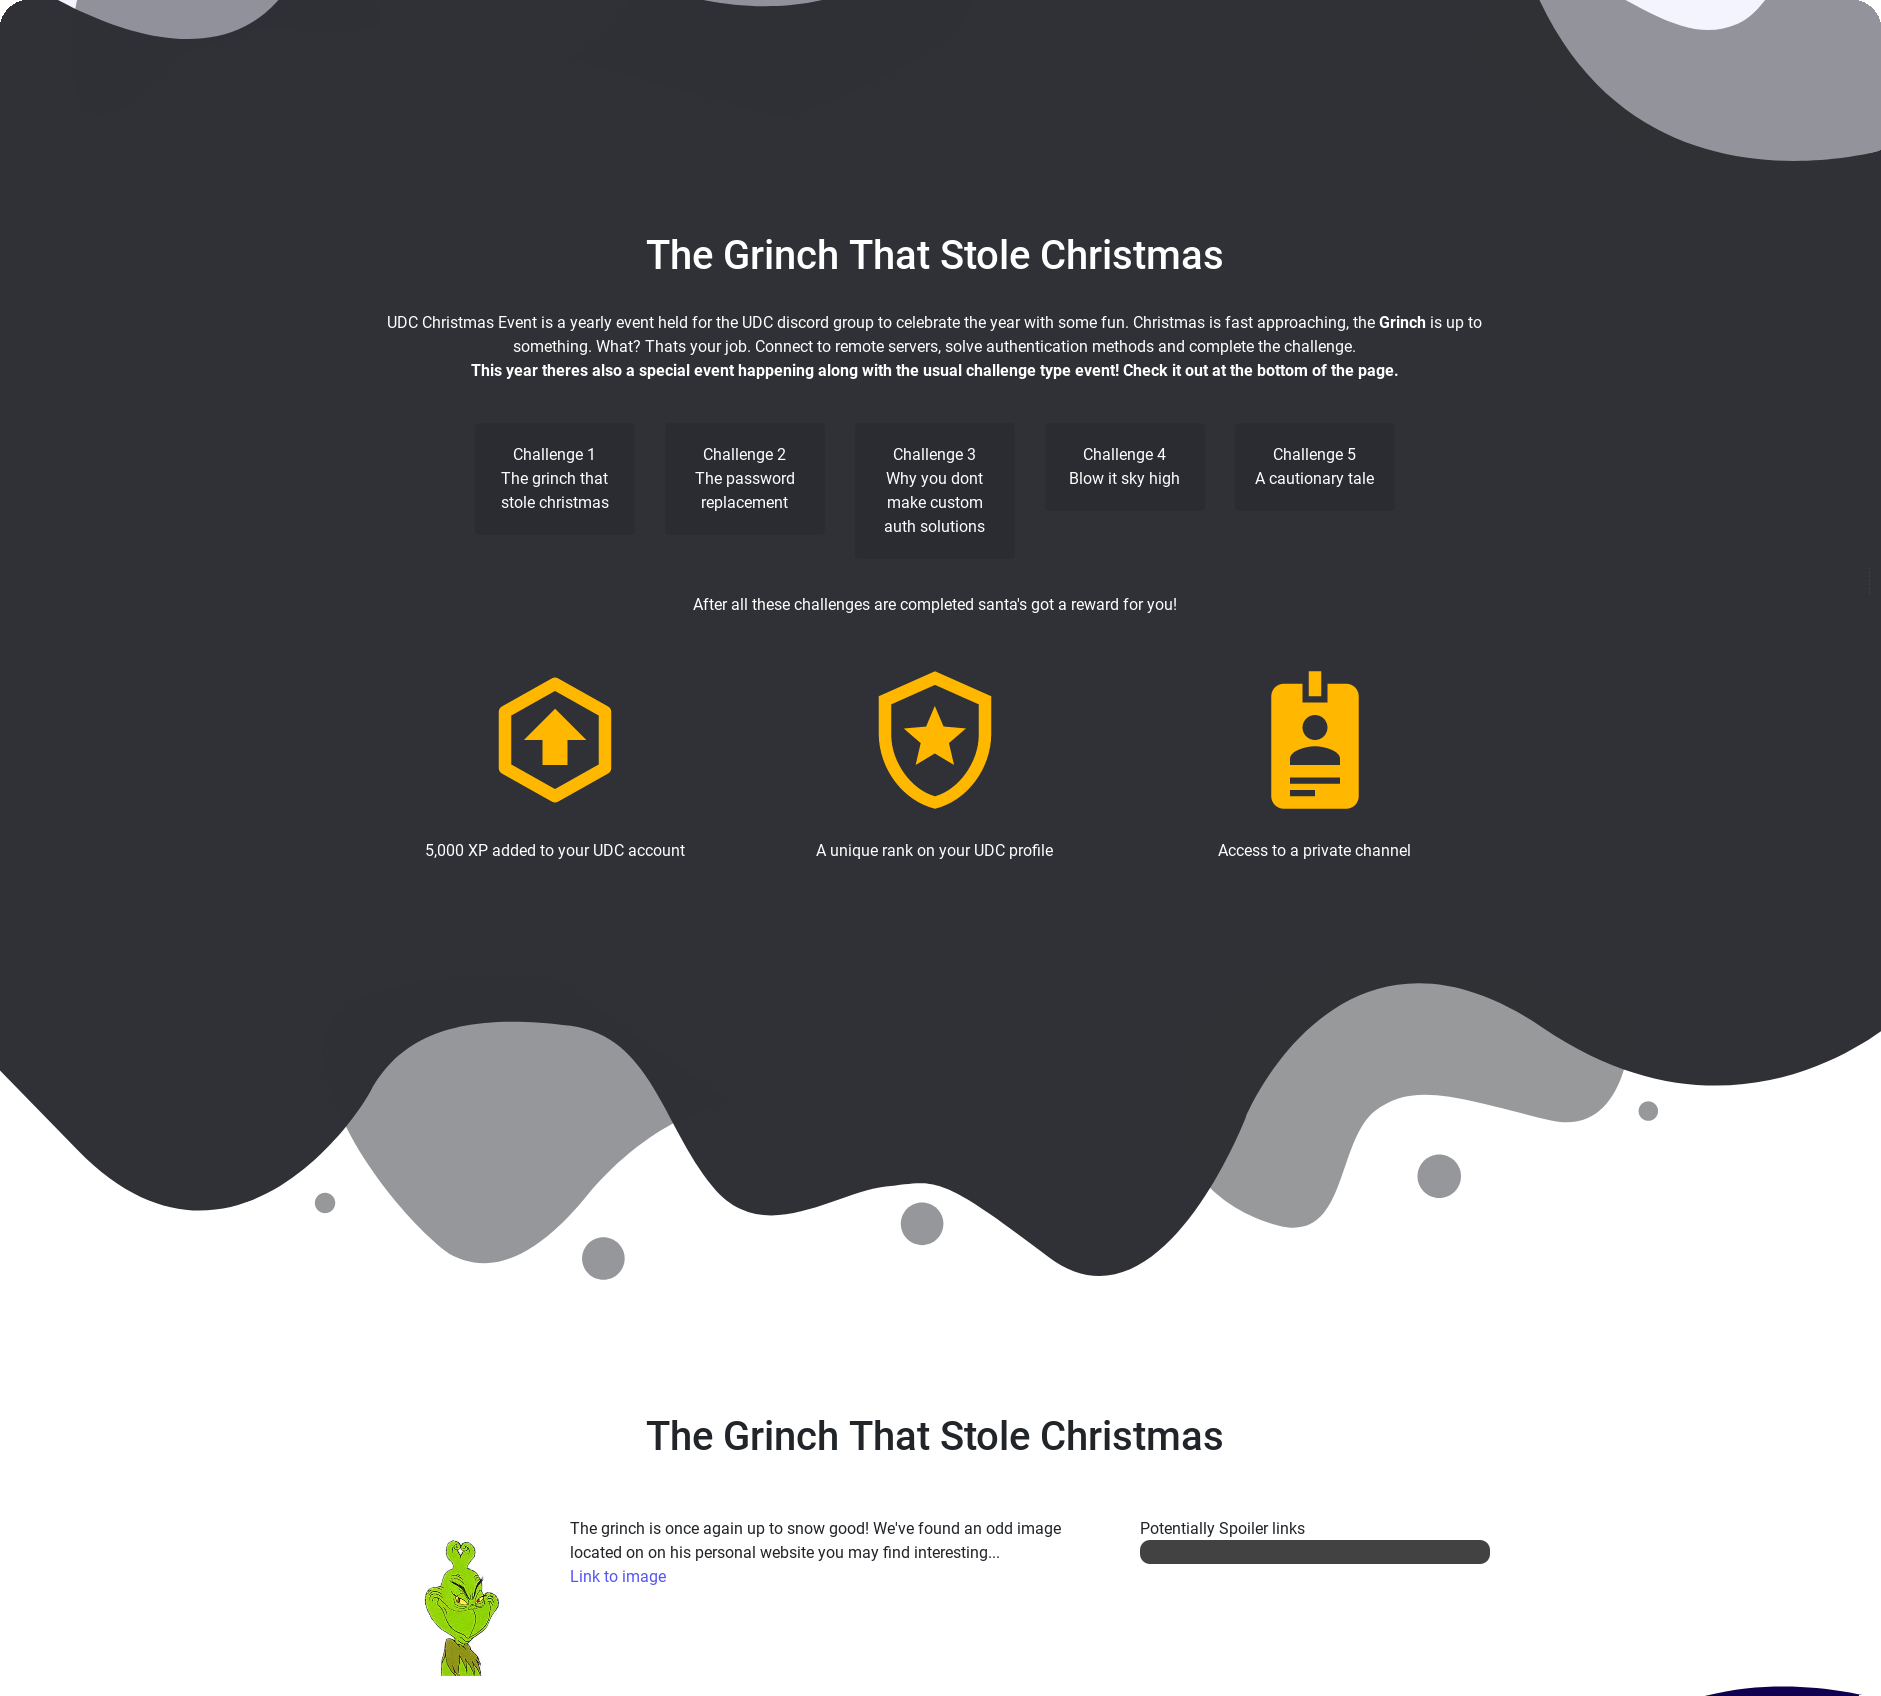 The Grinch That Stole Christmas
UDC Christmas Event is a yearly event held for the UDC discord group to celebrate the year with some fun. Christmas is fast approaching, the Grinch is up to
something. What? Thats your job. Connect to remote servers, solve authentication methods and complete the challenge.
This year theres also a special event happening along with the usual challenge type event! Check it out at the bottom of the page.
Challenge 1
The grinch that
stole christmas
Challenge 2
The password
replacement
Challenge 3
Why you dont
make custom
auth solutions
Challenge 4
Blow it sky high
Challenge 5
A cautionary tale
After all these challenges are completed santa's got a reward for you!
5,000 XP added to your UDC account
A unique rank on your UDC profile
Access to a private channel
The Grinch That Stole Christmas
The grinch is once again up to snow good! We've found an odd image
located on on his personal website you may find interesting...
Link to image
Potentially Spoiler links